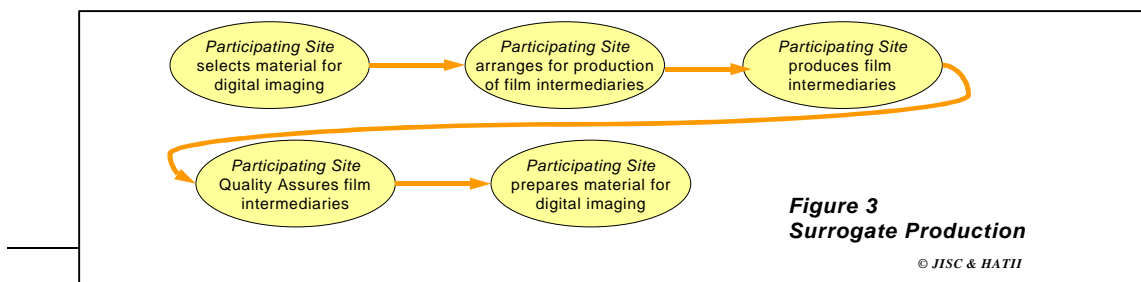 Participating Site
selects material for
digital imaging
Participating Site
arranges for production
of film intermediaries
Participating Site
produces film
intermediaries
Participating Site
Quality Assures film
intermediaries
Participating Site
prepares material for
digital imaging
Figure 3
Surrogate Production
© JISC & HATII